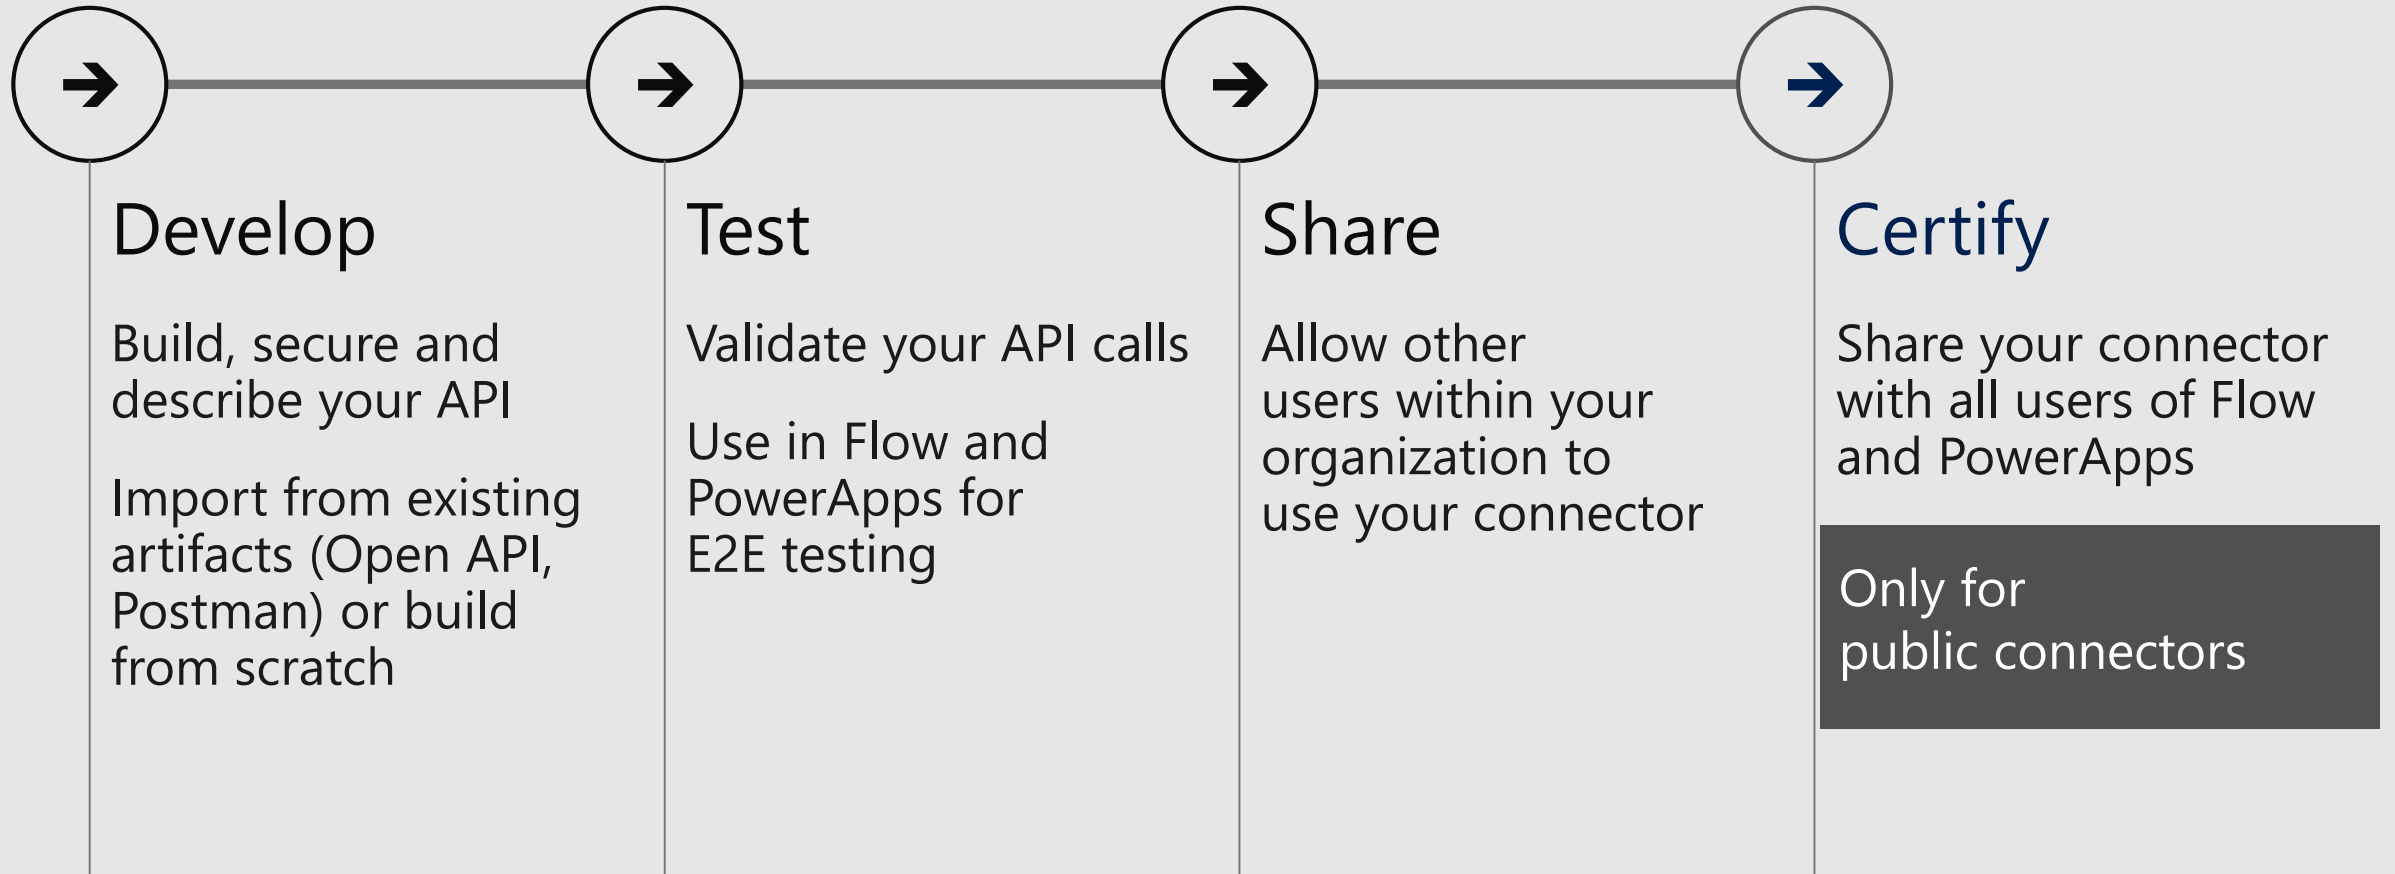 Develop
Build, secure and
describe your API
Import from existing
artifacts (Open API,
Postman) or build
from scratch
Test
Validate your API calls
Use in Flow and
PowerApps for
E2E testing
Share
Allow other
users within your
organization to
use your connector
Certify
Share your connector
with all users of Flow
and PowerApps
Only for
public connectors